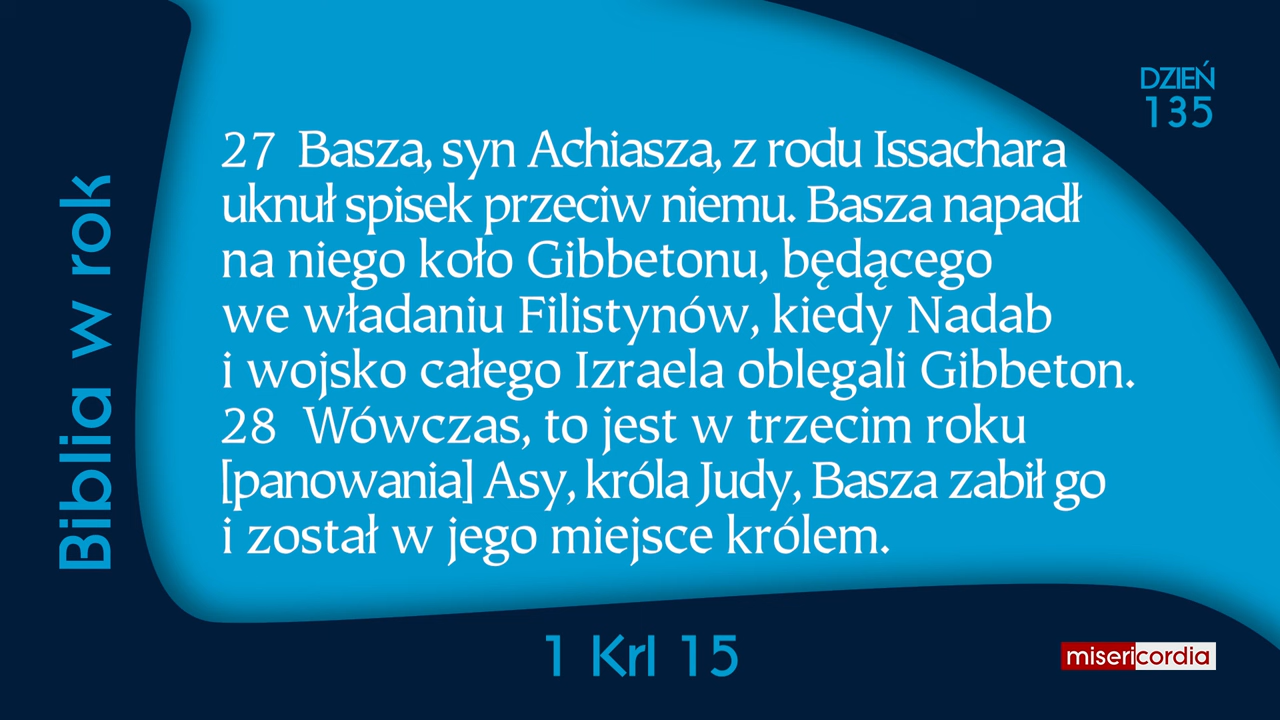 DZIEŃ
135
Biblia w rok
27 Basza, syn Achiasza, z rodu Issachara
uknuł spisek przeciw niemu. Basza napadł
na niego koło Gibbetonu, będącego
we władaniu Filistynów, kiedy Nadab
i wojsko całego Izraela oblegali Gibbeton.
28 Wówczas, to jest w trzecim roku
[panowania] Asy, króla Judy, Basza zabił go
i został w jego miejsce królem.
1 Krl 15
misericordia